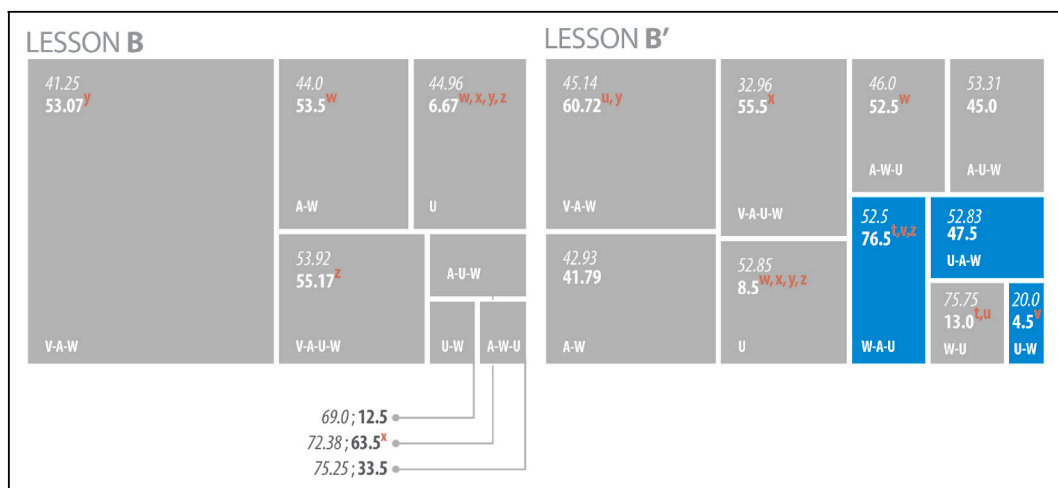 LESSON B
41.25
53.07y
V-A-W
44.0
53.5w
A-W
44.96
6.67w, x, y, z
U
53.92
55.17z
V-A-U-W
A-U-W
U-W
A-W-U
69.0 ; 12.5
72.38 ; 63.5x
75.25 ; 33.5
LESSON B′
45.14
60.72u, y
V-A-W
32.96
55.5x
V-A-U-W
46.0
52.5w
A-W-U
53.31
45.0
A-U-W
42.93
41.79
A-W
52.85
8.5w, x, y, z
U
52.5
76.5t,v,z
W-A-U
52.83
47.5
U-A-W
75.75
13.0t,u
W-U
20.0
4.5v
U-W